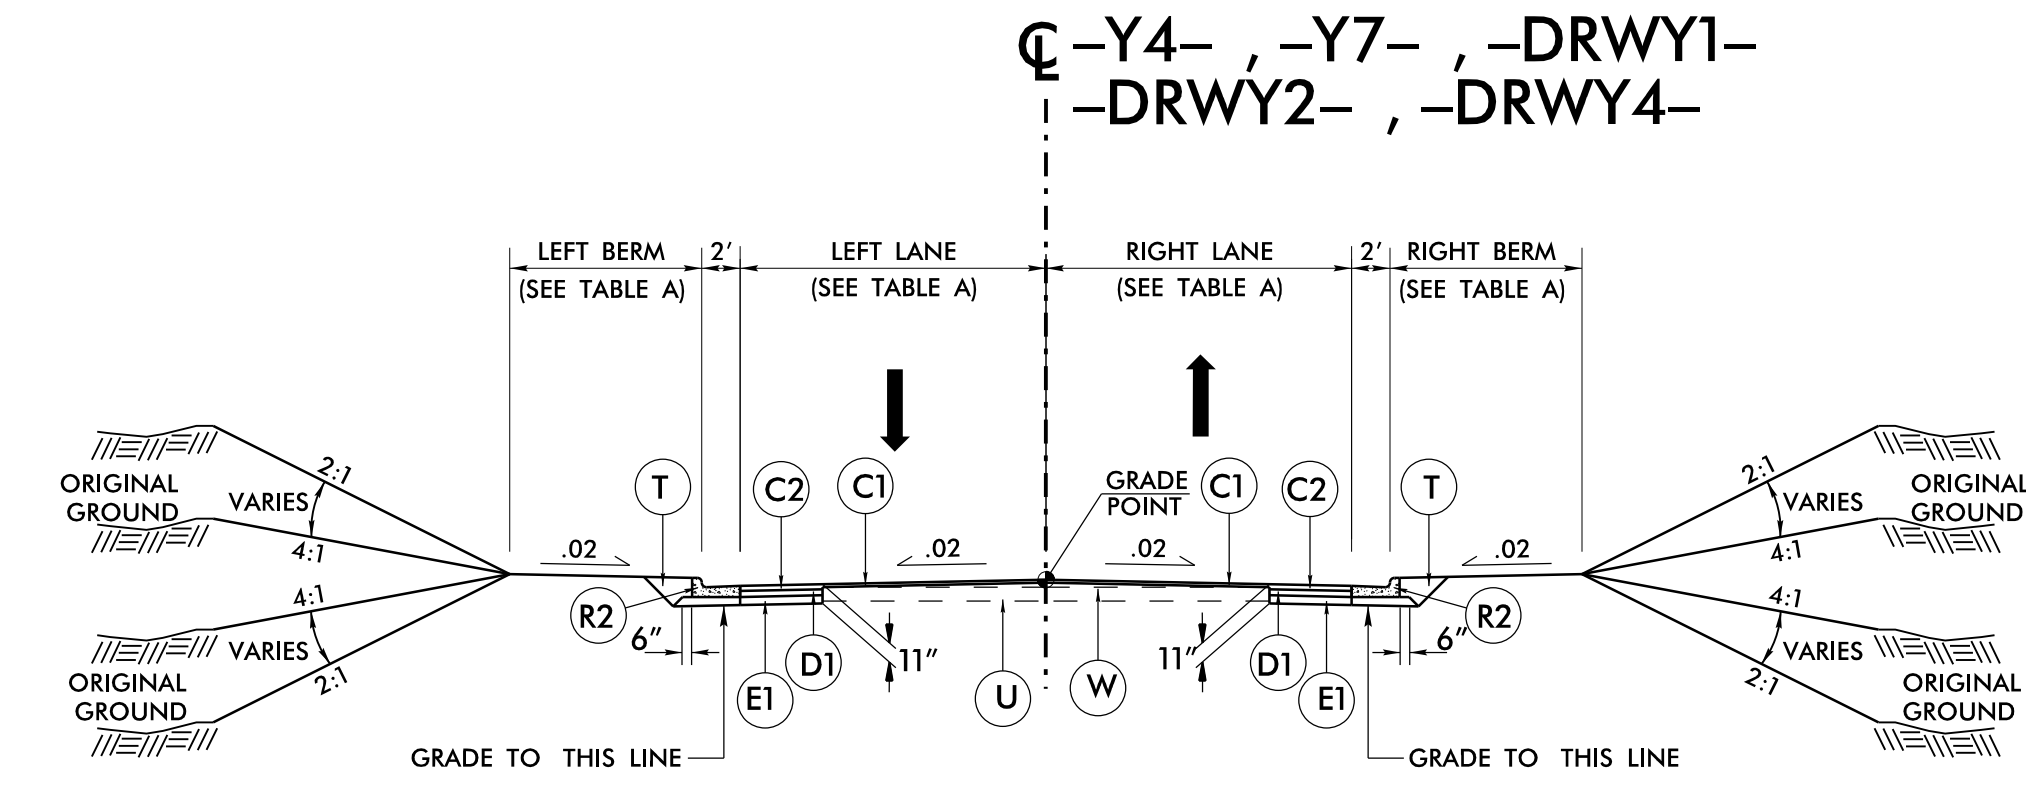 ℄ –Y4– , –Y7– , –DRWY1–
–DRWY2– , –DRWY4–
LEFT BERM 2′ LEFT LANE RIGHT LANE 2′ RIGHT BERM
(SEE TABLE A) (SEE TABLE A) (SEE TABLE A) (SEE TABLE A)
2:1 2:1
ORIGINAL T C2 C1 GRADE C1 C2 T ORIGINAL
GROUND VARIES POINT VARIES GROUND
4:1 .02 .02 .02 .02 4:1
4:1 4:1
R2 R2
VARIES 6″ 6″ VARIES
D1 11″ 11″ D1
2:1 2:1
ORIGINAL E1 U W E1 ORIGINAL
GROUND GROUND
GRADE TO THIS LINE GRADE TO THIS LINE